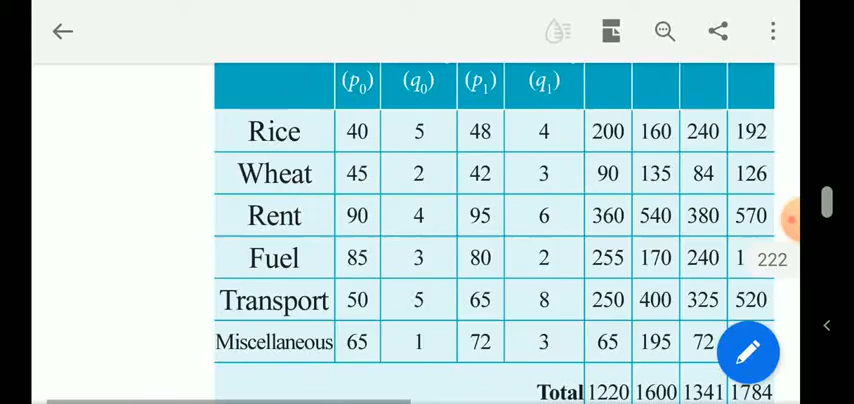 (p₀) (q₀) (p₁) (q₁)
Rice 40 5 48 4 200 160 240 192
Wheat 45 2 42 3 90 135 84 126
Rent 90 4 95 6 360 540 380 570
Fuel 85 3 80 2 255 170 240
222
Transport 50 5 65 8 250 400 325 520
Miscellaneous 65 1 72 3 65 195 72
Total 1220 1600 1341 1784